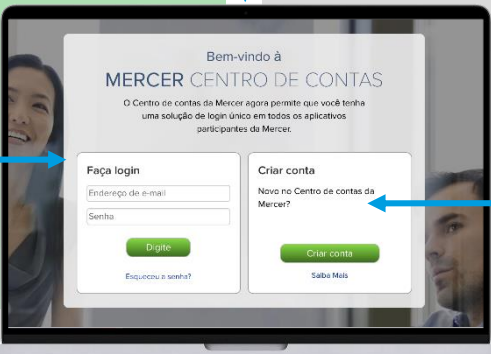 Bem-vindo à
MERCER CENTRO DE CONTAS
O Centro de contas da Mercer agora permite que você tenha
uma solução de login único em todos os aplicativos
participantes da Mercer.
Faça login
Endereço de e-mail
Senha
Digite
Esqueceu a senha?
Criar conta
Novo no Centro de contas da
Mercer?
Criar conta
Saiba Mais